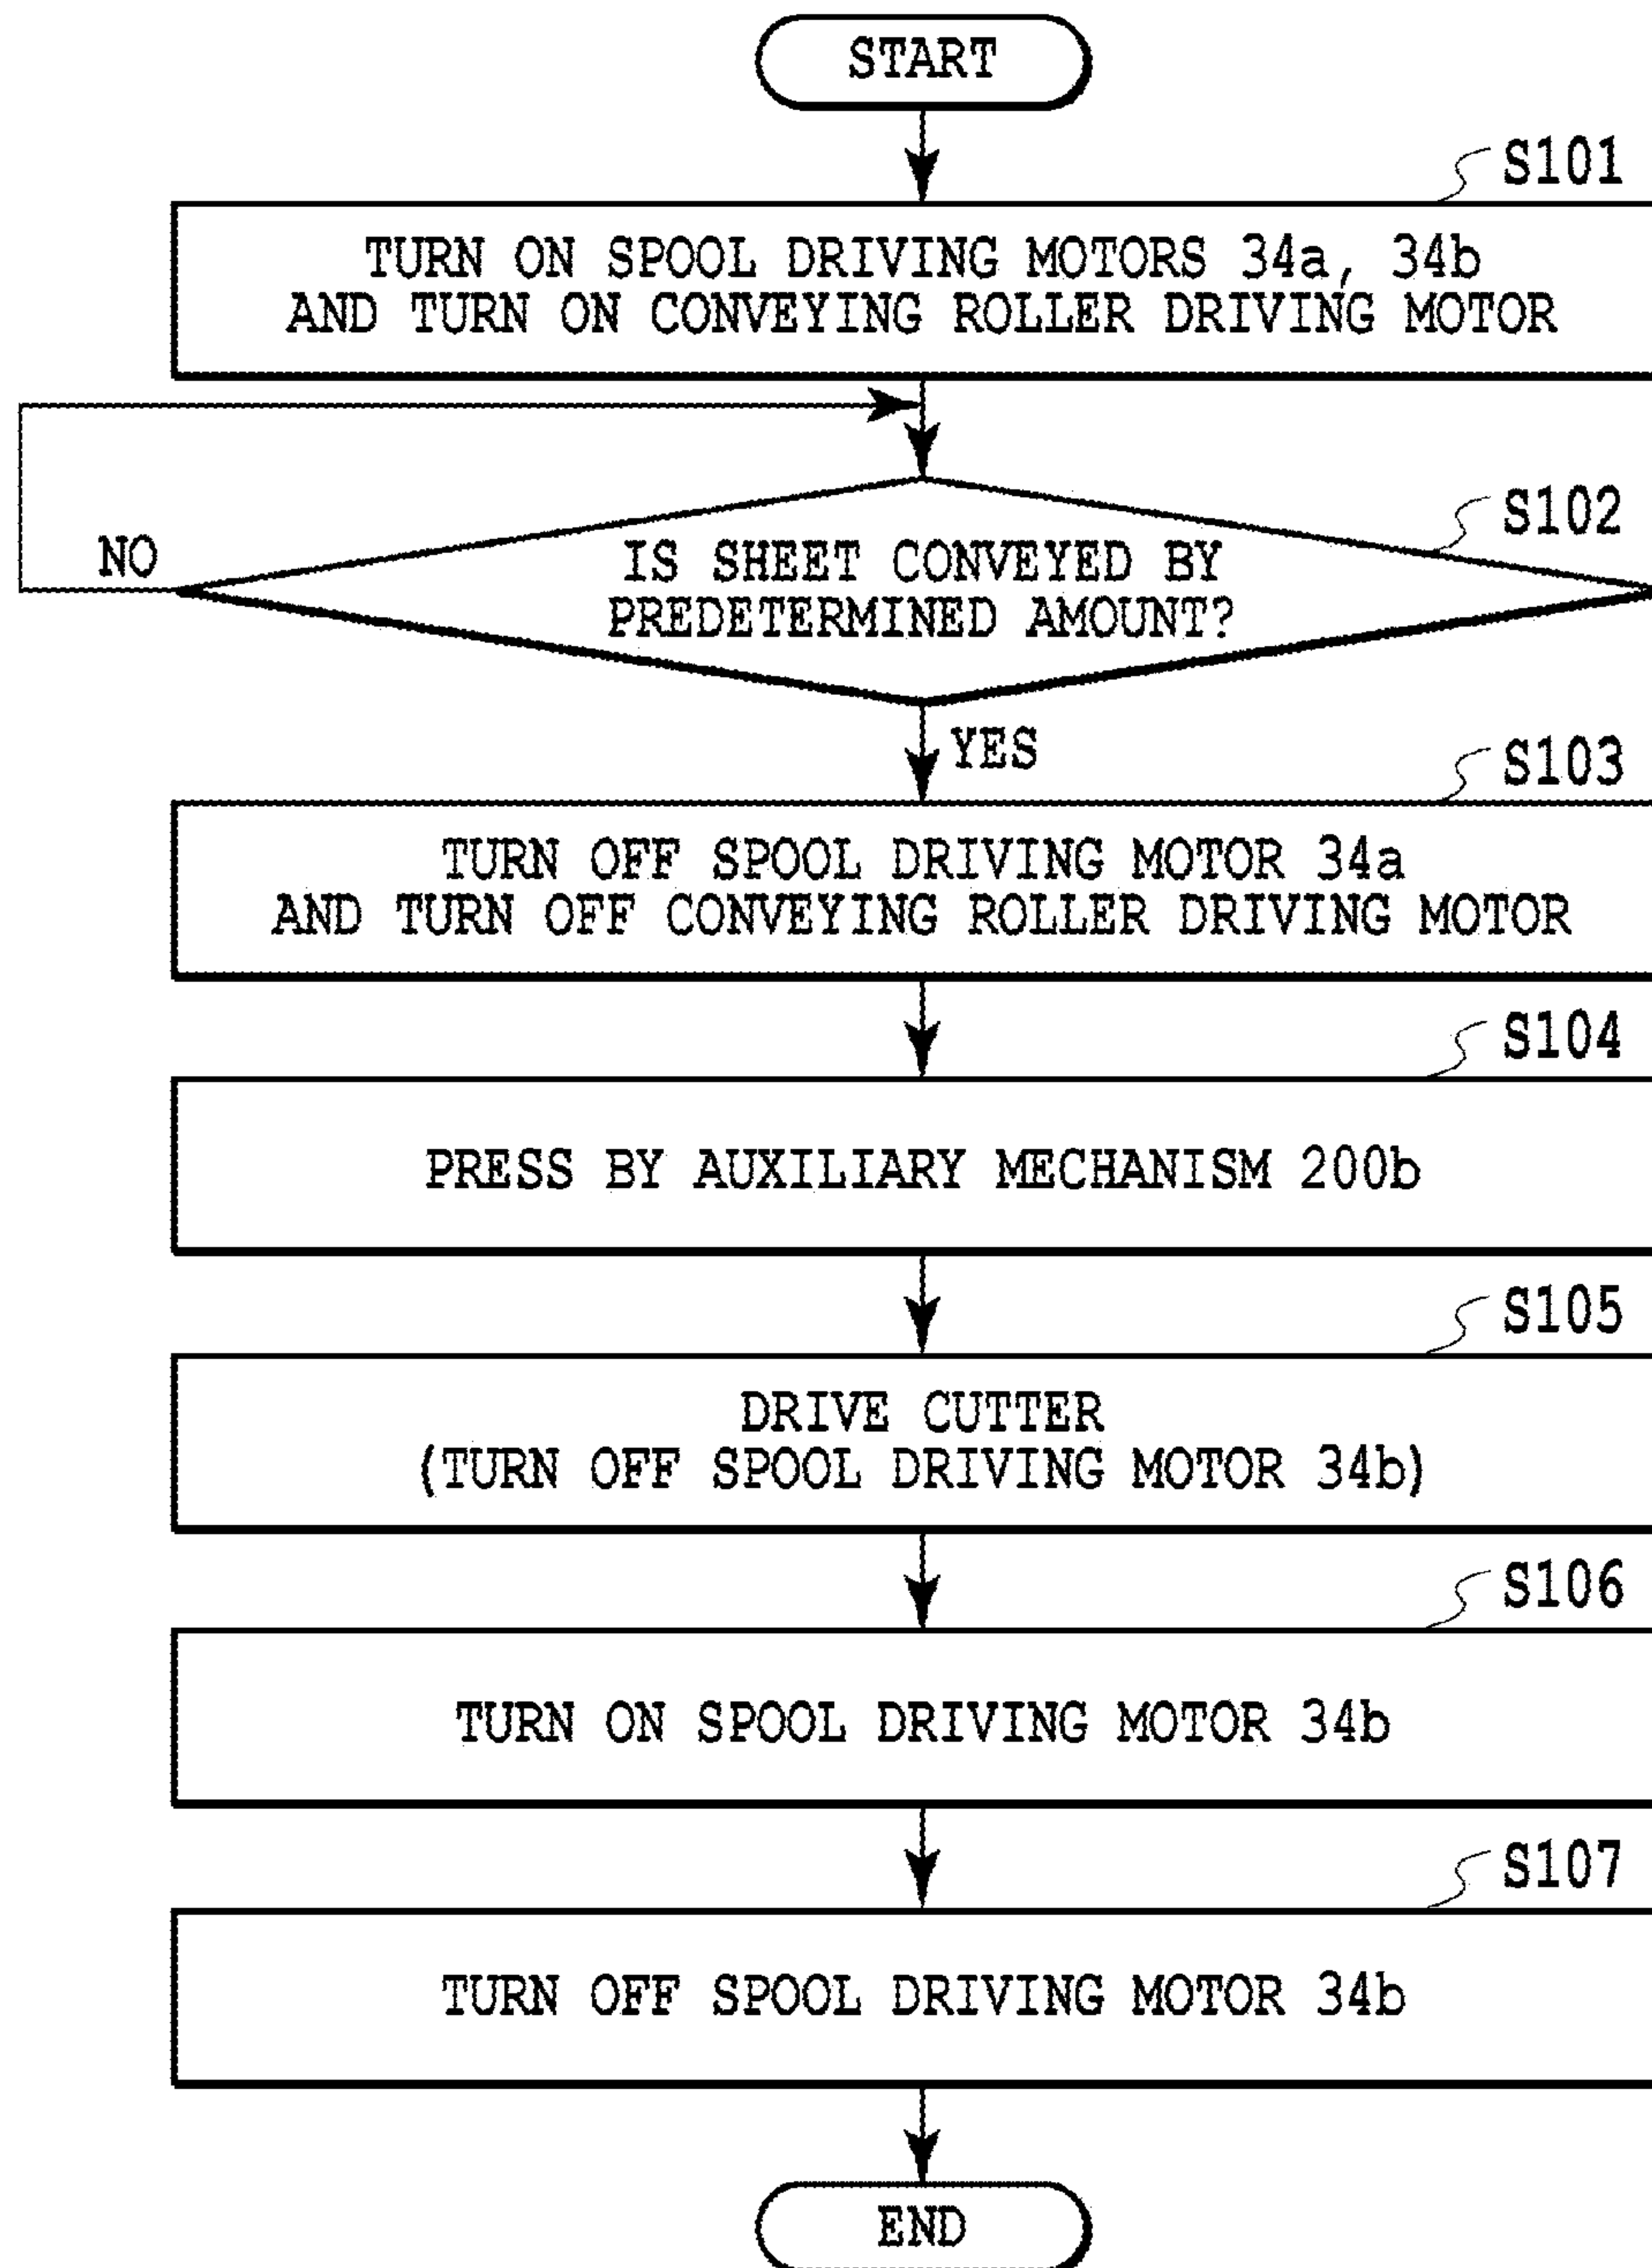 START
S101
TURN ON SPOOL DRIVING MOTORS 34a, 34b
AND TURN ON CONVEYING ROLLER DRIVING MOTOR
S102
NO
IS SHEET CONVEYED BY
PREDETERMINED AMOUNT?
YES
S103
TURN OFF SPOOL DRIVING MOTOR 34a
AND TURN OFF CONVEYING ROLLER DRIVING MOTOR
S104
PRESS BY AUXILIARY MECHANISM 200b
S105
DRIVE CUTTER
(TURN OFF SPOOL DRIVING MOTOR 34b)
S106
TURN ON SPOOL DRIVING MOTOR 34b
S107
TURN OFF SPOOL DRIVING MOTOR 34b
END